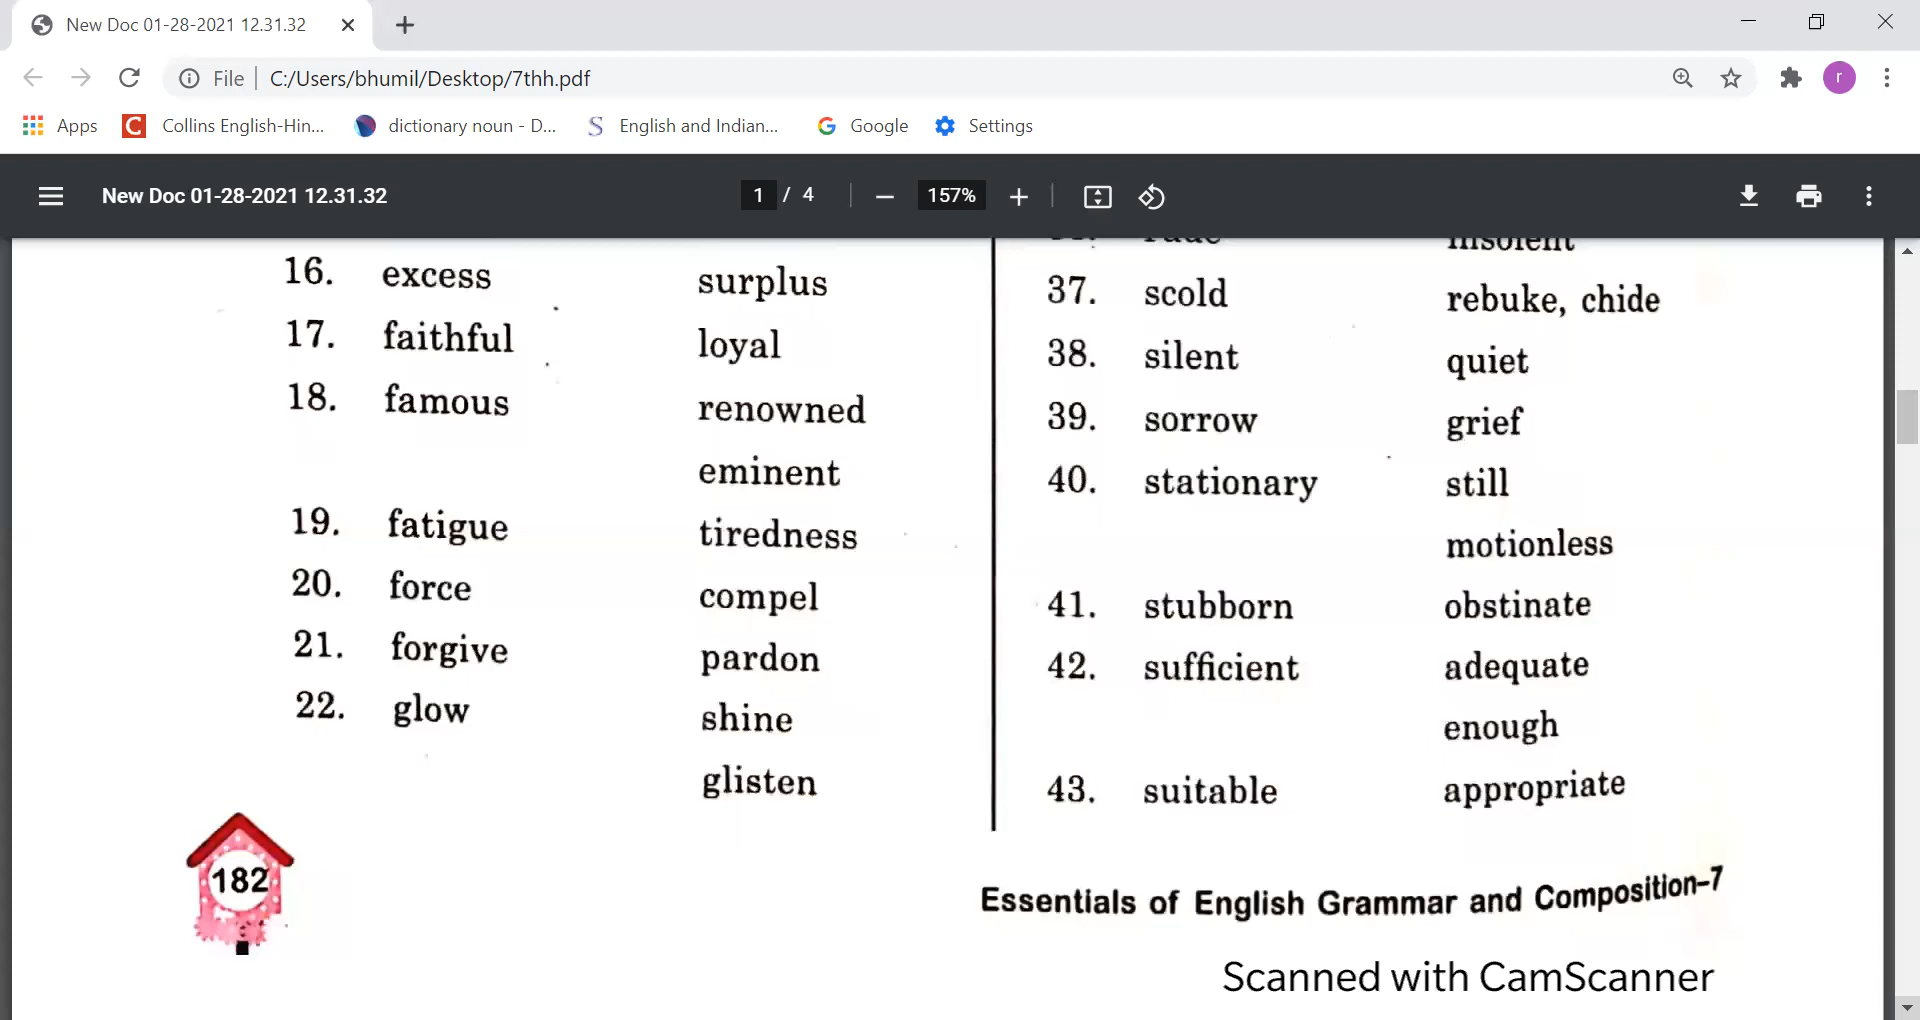 New Doc 01-28-2021 12.31.32
File C:/Users/bhumil/Desktop/7thh.pdf
r
Apps Collins English-Hin... dictionary noun - D... English and Indian... Google Settings
New Doc 01-28-2021 12.31.32 1 / 4 157%
16. excess surplus
17. faithful loyal
18. famous renowned
eminent
19. fatigue tiredness
20. force compel
21. forgive pardon
22. glow shine
glisten
182
insolent
37. scold rebuke, chide
38. silent quiet
39. sorrow grief
40. stationary still
motionless
41. stubborn obstinate
42. sufficient adequate
enough
43. suitable appropriate
Essentials of English Grammar and Composition-7
Scanned with CamScanner